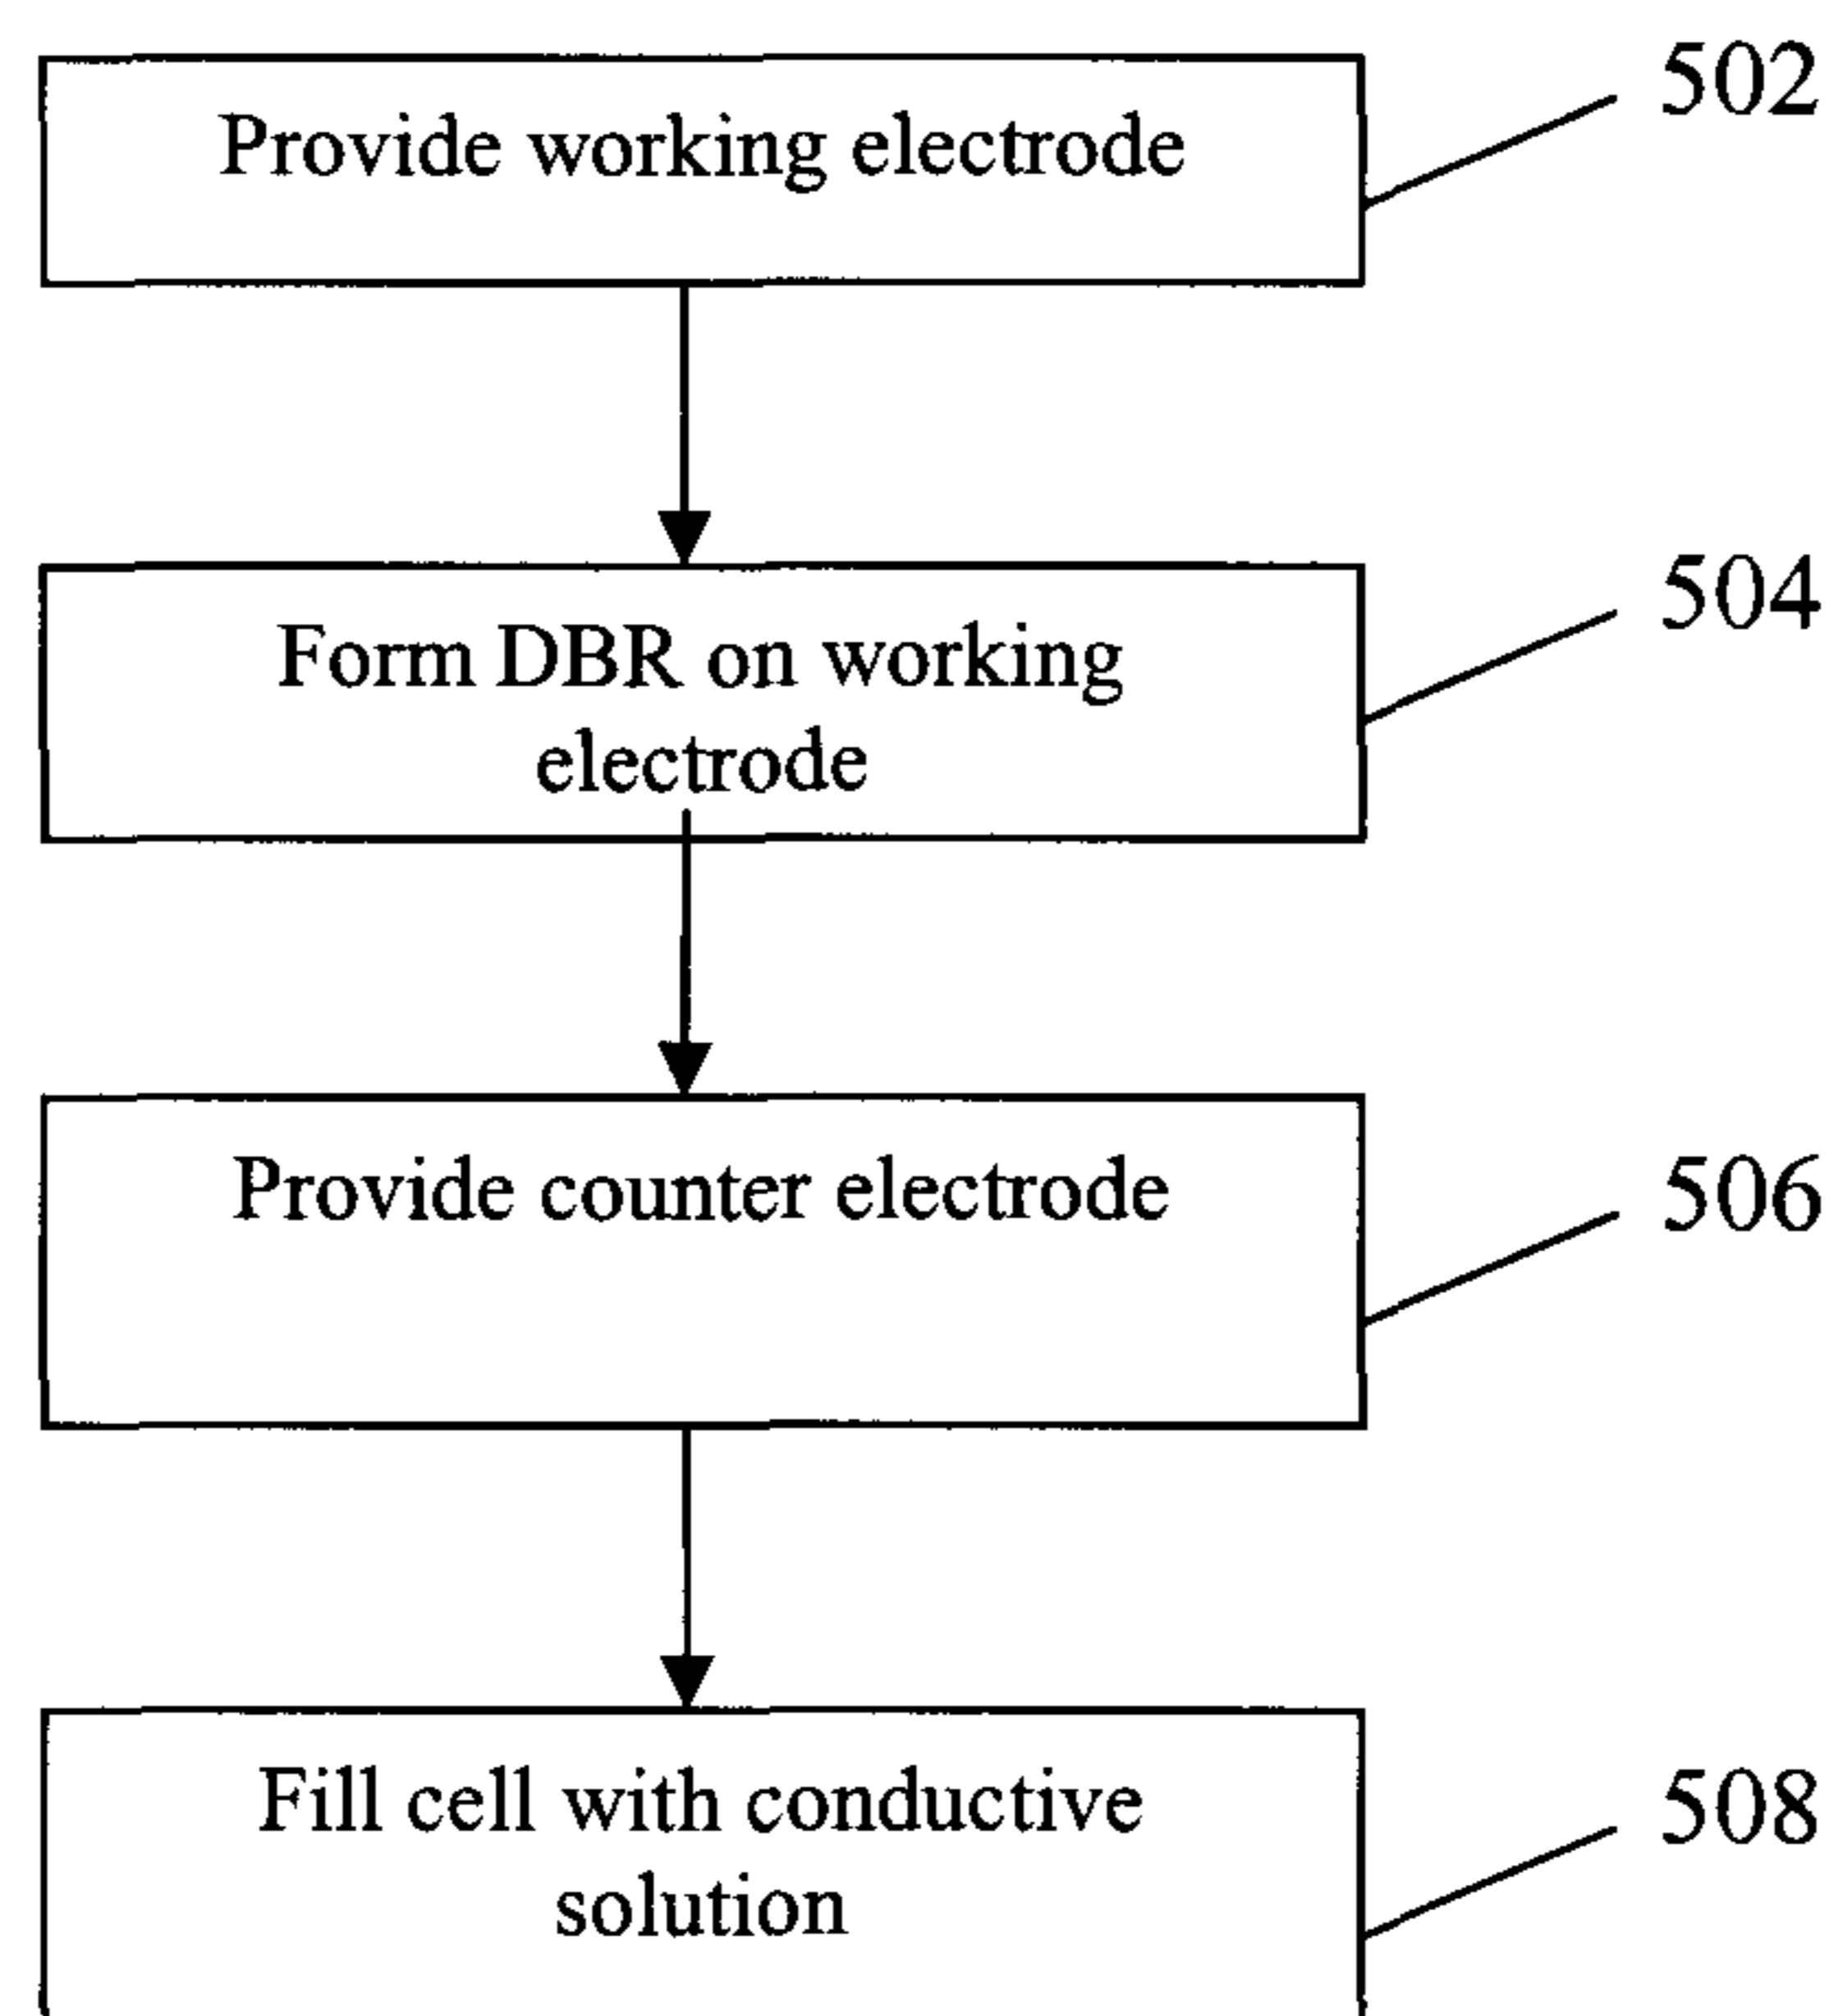 Provide working electrode
502
Form DBR on working
electrode
504
Provide counter electrode
506
Fill cell with conductive
solution
508